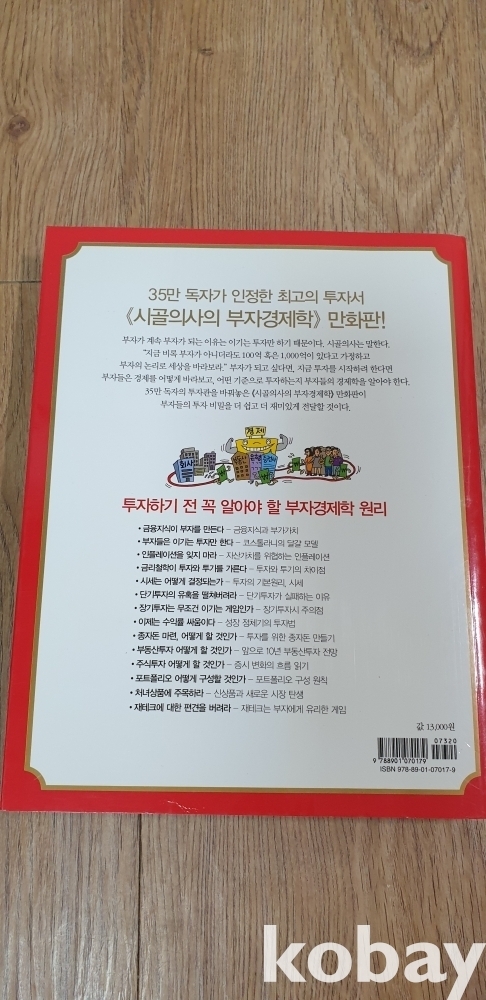 35만 독자가 인정한 최고의 투자서
《시골의사의 부자경제학》 만화판!
부자가 계속 부자가 되는 이유는 이기는 투자만 하기 때문이다. 시골의사는 말한다.
“지금 비록 부자가 아니더라도 100억 혹은 1,000억이 있다고 가정하고
부자의 논리로 세상을 바라보라.” 부자가 되고 싶다면, 지금 투자를 시작하려 한다면
부자들은 경제를 어떻게 바라보고, 어떤 기준으로 투자하는지 부자들의 경제학을 알아야 한다.
35만 독자의 투자관을 바꿔놓은 《시골의사의 부자경제학》 만화판이
부자들의 투자 비밀을 더 쉽고 더 재미있게 전달할 것이다.
경제
회사
은행
투자하기 전 꼭 알아야 할 부자경제학 원리
• 금융지식이 부자를 만든다 – 금융지식과 부가가치
• 부자들은 이기는 투자만 한다 – 코스톨라니의 달걀 모델
• 인플레이션을 잊지 마라 – 자산가치를 위협하는 인플레이션
• 금리철학이 투자와 투기를 가른다 – 투자와 투기의 차이점
• 시세는 어떻게 결정되는가 – 투자의 기본원리, 시세
• 단기투자의 유혹을 떨쳐버려라 – 단기투자가 실패하는 이유
• 장기투자는 무조건 이기는 게임인가 – 장기투자시 주의점
• 이제는 수익률 싸움이다 – 성장 정체기의 투자법
• 종자돈 마련, 어떻게 할 것인가 – 투자를 위한 종자돈 만들기
• 부동산투자 어떻게 할 것인가 – 앞으로 10년 부동산투자 전망
• 주식투자 어떻게 할 것인가 – 증시 변화의 흐름 읽기
• 포트폴리오 어떻게 구성할 것인가 – 포트폴리오 구성 원칙
• 처녀상품에 주목하라 – 신상품과 새로운 시장 탄생
• 재테크에 대한 편견을 버려라 – 재테크는 부자에게 유리한 게임
값 13,000원
07320
9 788901 070179
ISBN 978-89-01-07017-9
kobay